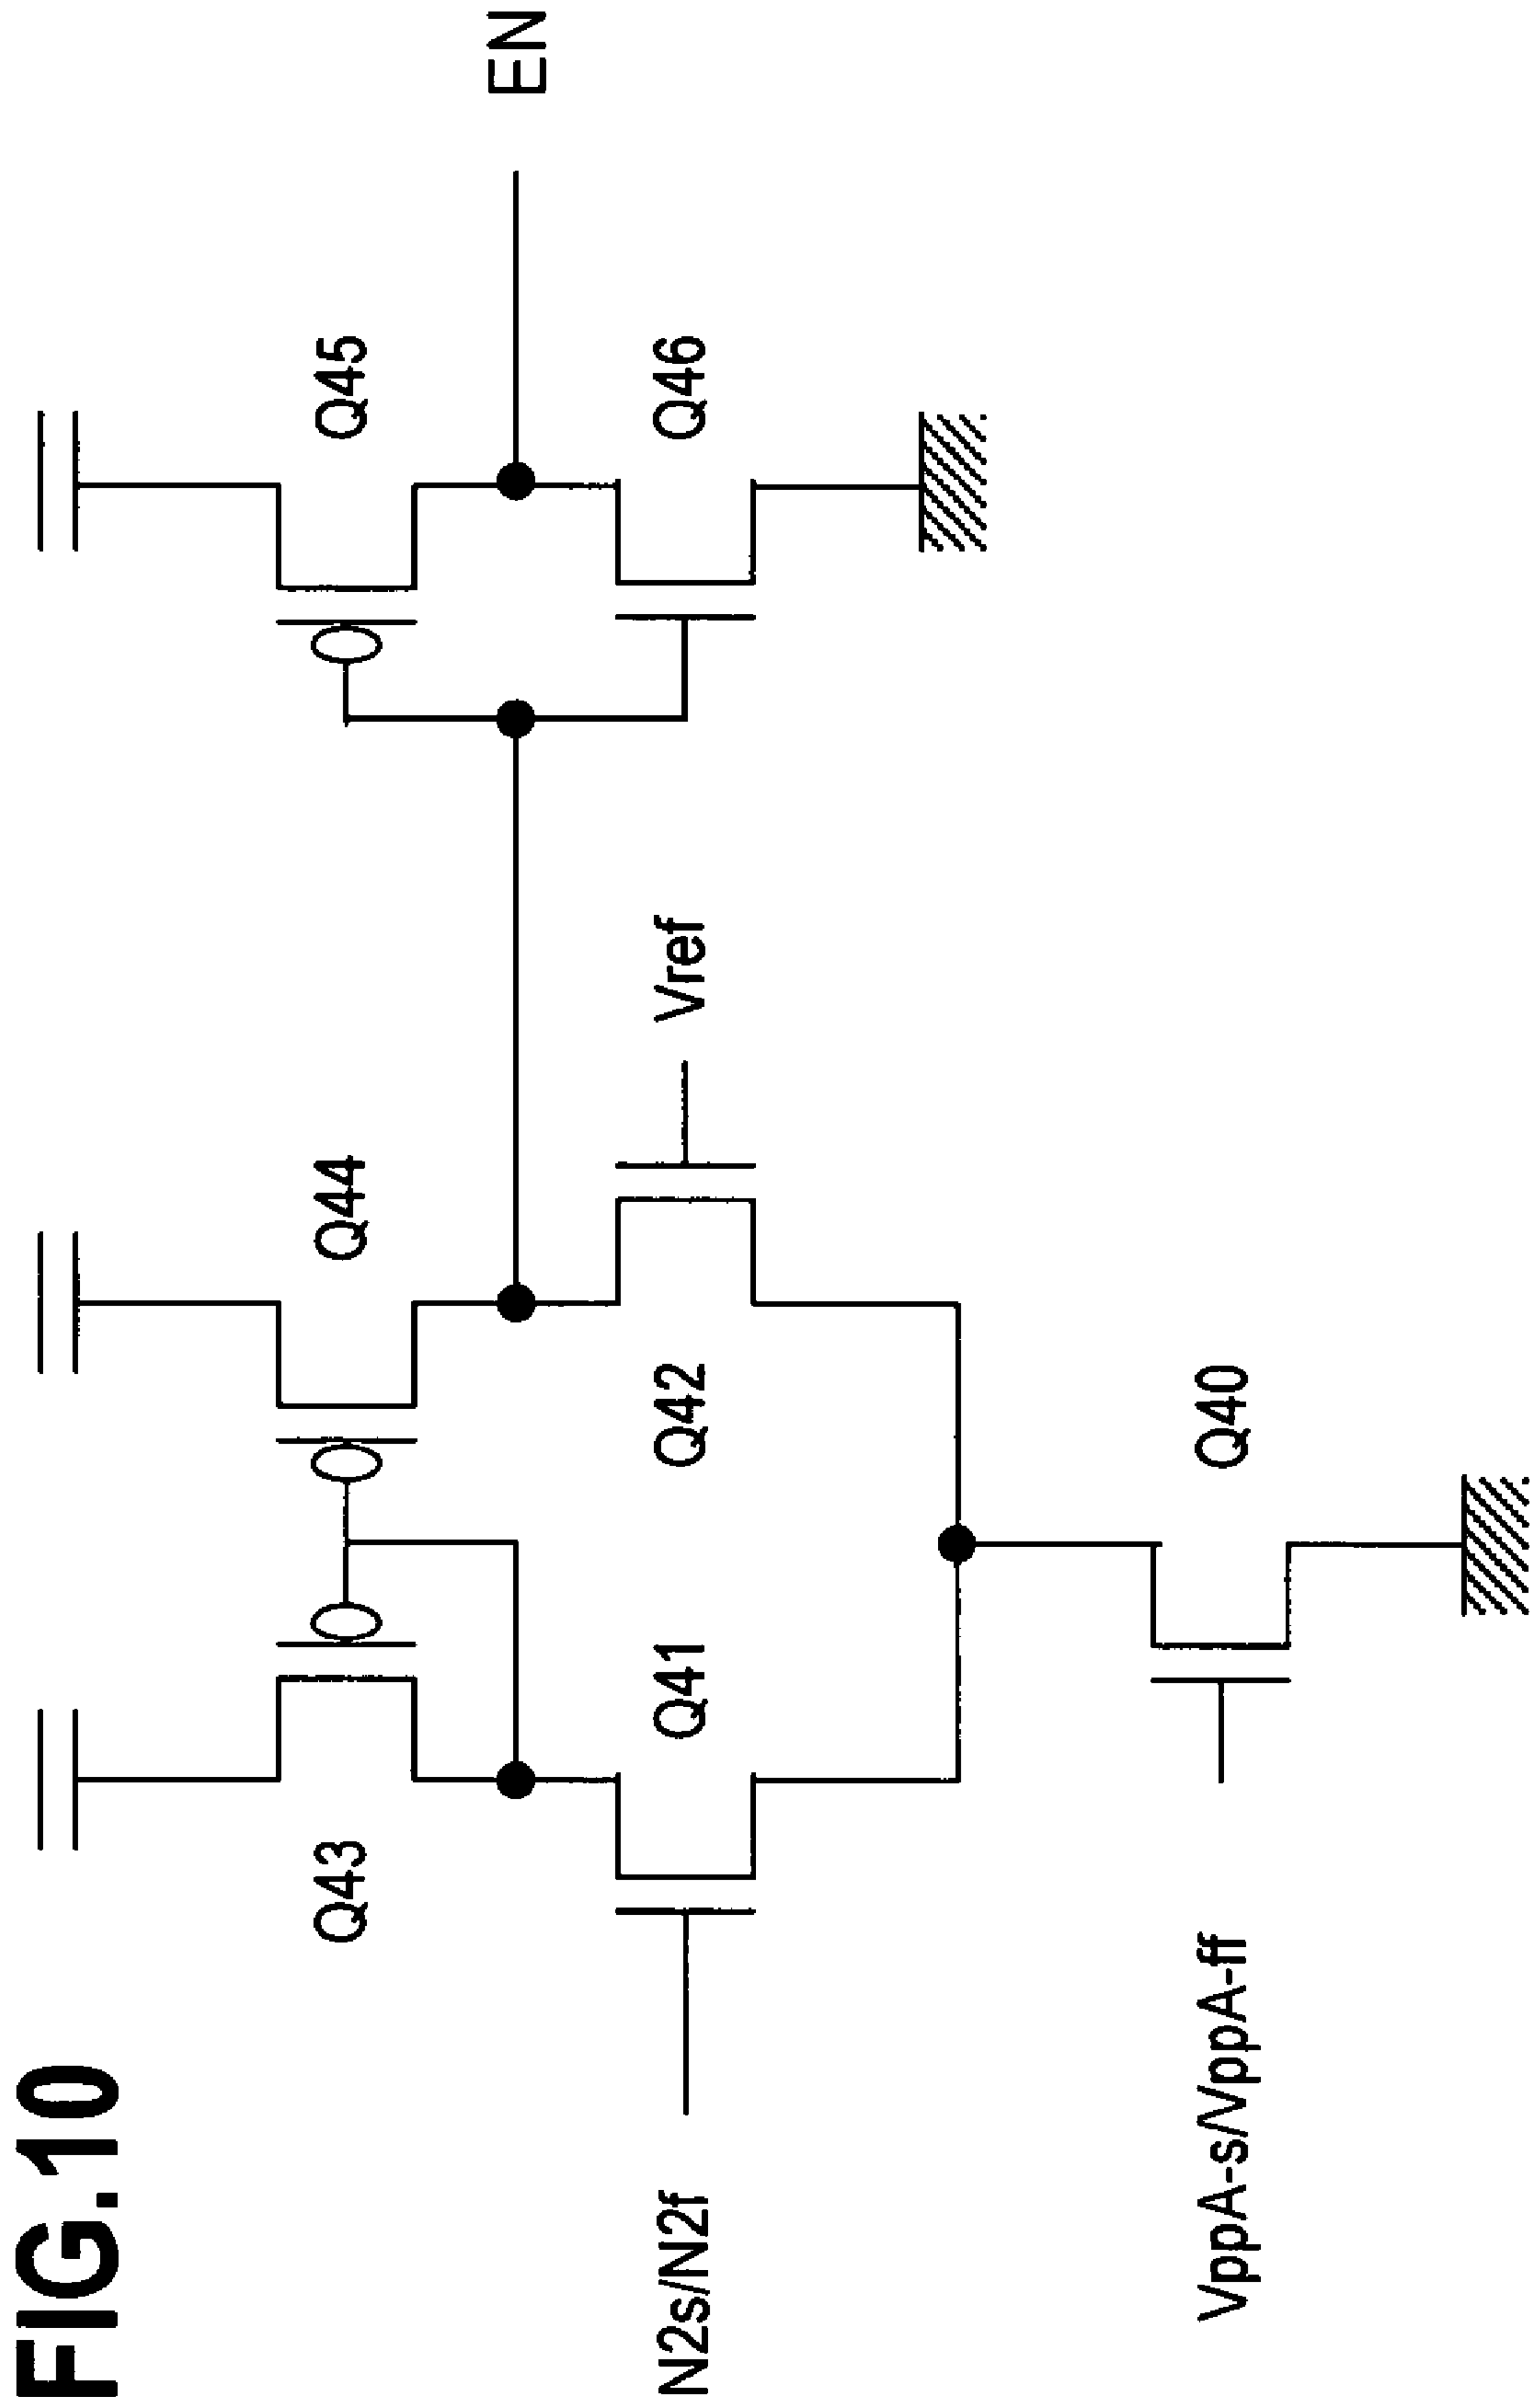 FIG.10
Q43
Q44
Q45
N2s/N2f
Q41
Q42
Vref
Q46
EN
VppA-s/VppA-ff
Q40